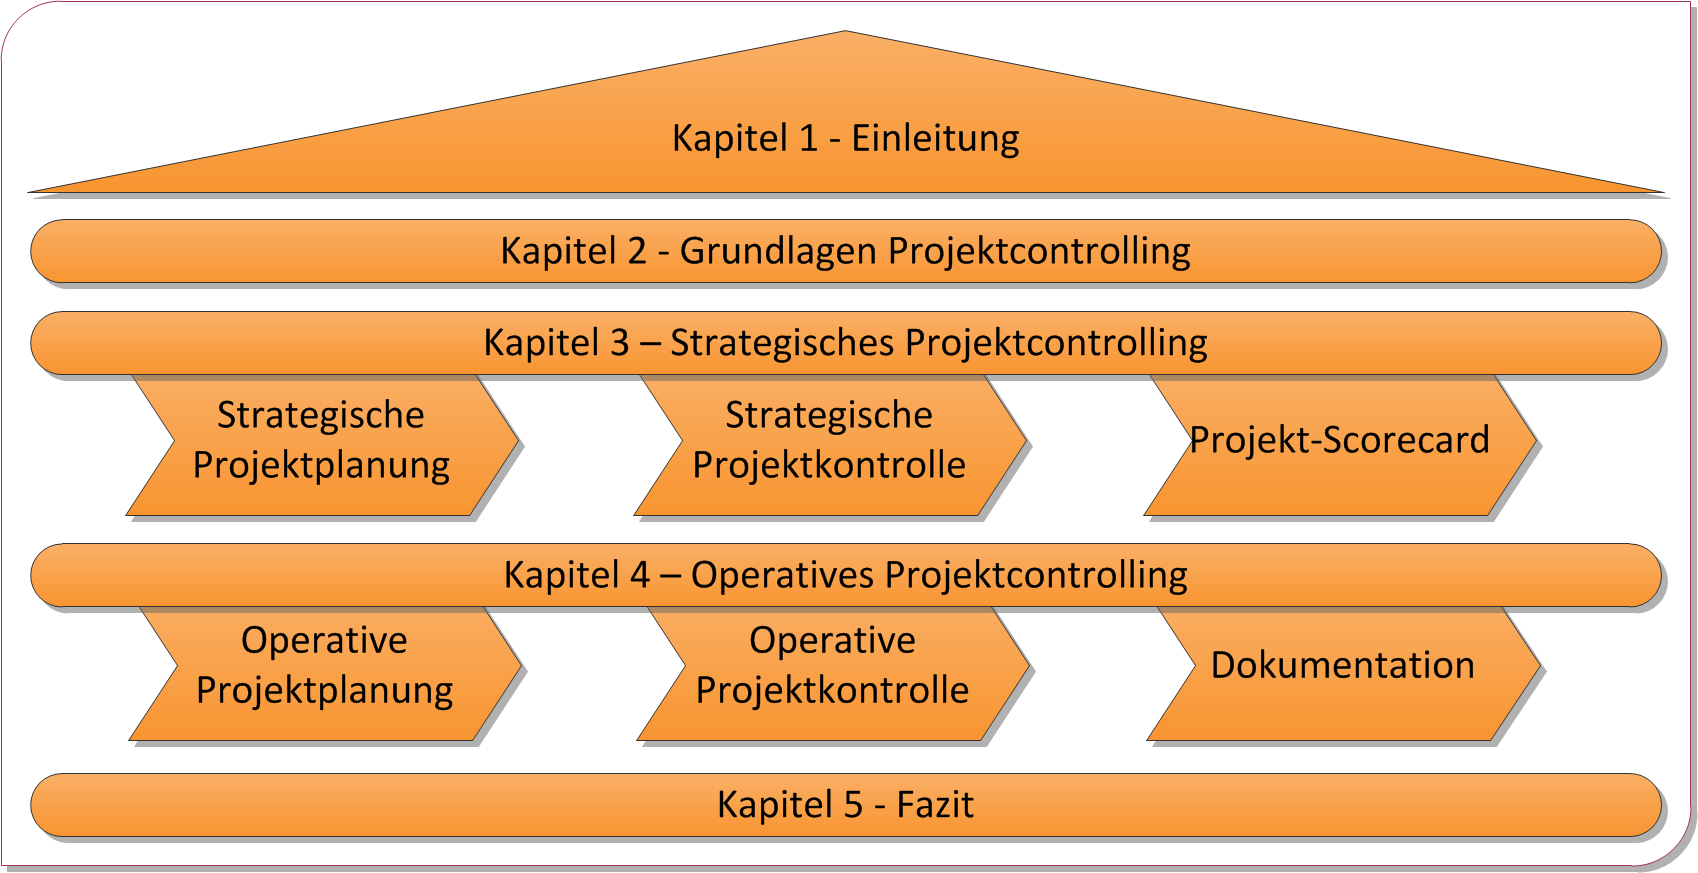 Kapitel 1 - Einleitung
Kapitel 2 - Grundlagen Projektcontrolling
Kapitel 3 – Strategisches Projektcontrolling
Strategische
Projektplanung
Strategische
Projektkontrolle
Projekt-Scorecard
Kapitel 4 – Operatives Projektcontrolling
Operative
Projektplanung
Operative
Projektkontrolle
Dokumentation
Kapitel 5 - Fazit